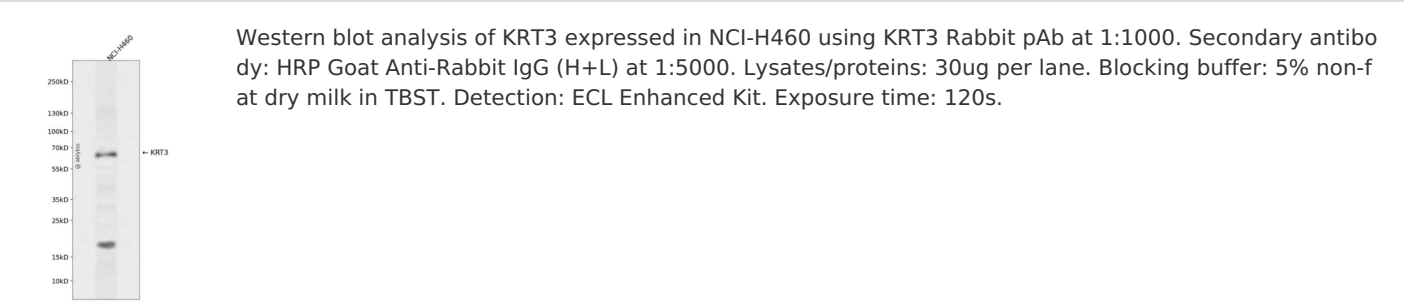 NCI-H460
Western blot analysis of KRT3 expressed in NCI-H460 using KRT3 Rabbit pAb at 1:1000. Secondary antibo
dy: HRP Goat Anti-Rabbit IgG (H+L) at 1:5000. Lysates/proteins: 30ug per lane. Blocking buffer: 5% non-f
at dry milk in TBST. Detection: ECL Enhanced Kit. Exposure time: 120s.
250kD
130kD
100kD
70kD
← KRT3
55kD
35kD
25kD
15kD
10kD